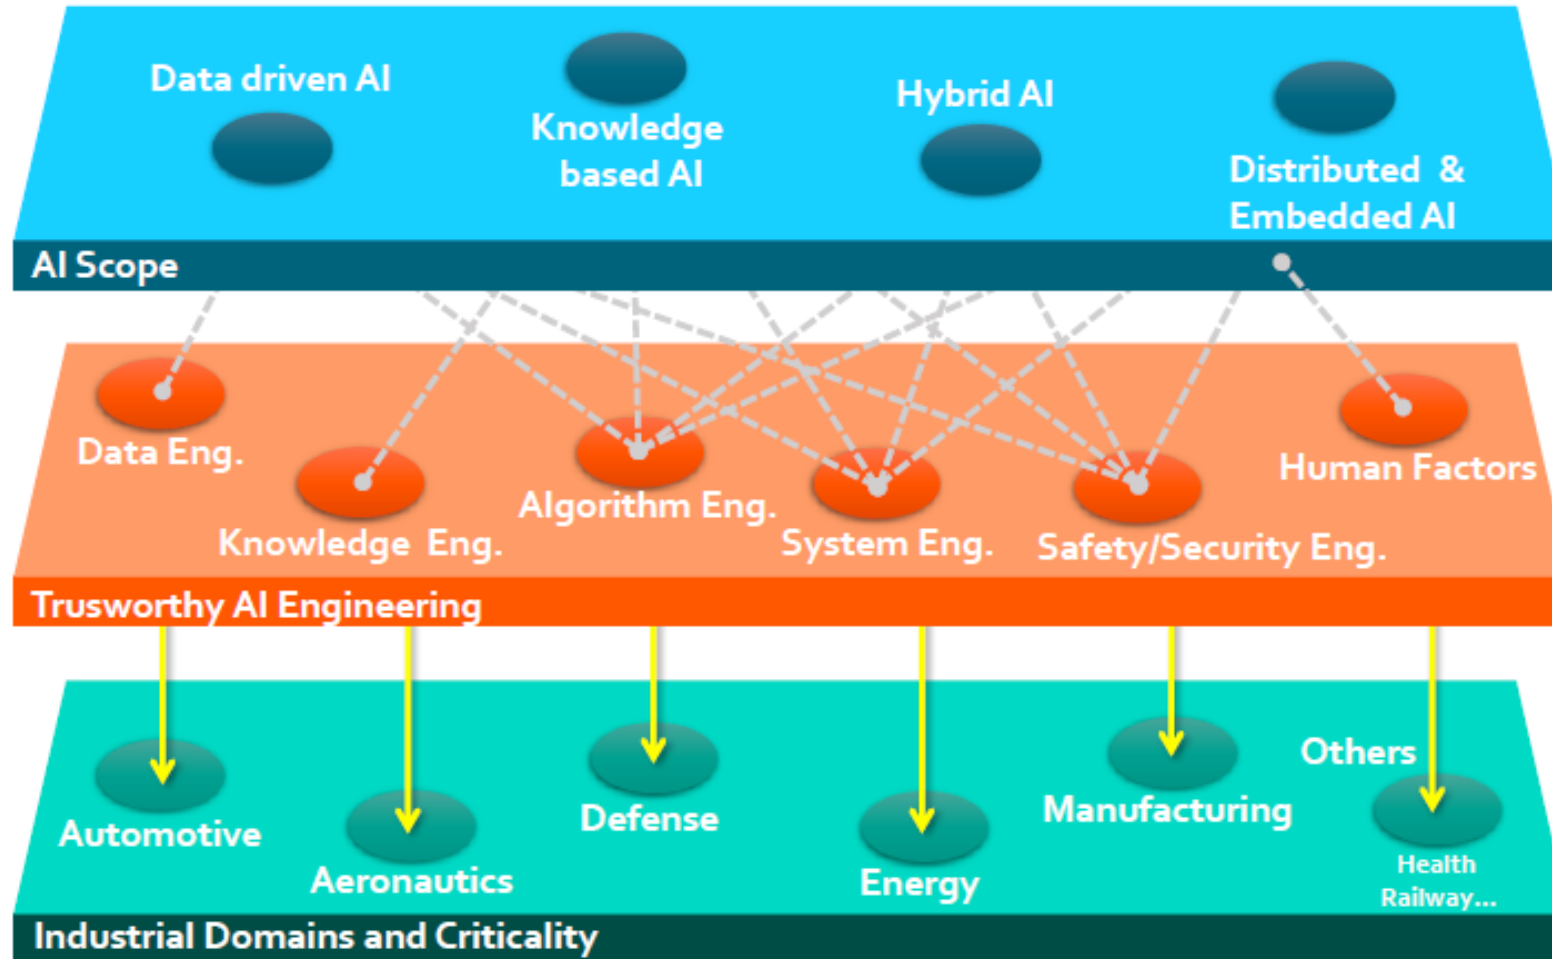 Data driven AI
Knowledge
based AI
Hybrid AI
Distributed &
Embedded AI
AI Scope
Data Eng.
Knowledge Eng.
Algorithm Eng.
System Eng.
Safety/Security Eng.
Human Factors
Trusworthy AI Engineering
Automotive
Aeronautics
Defense
Energy
Manufacturing
Others
Health
Railway...
Industrial Domains and Criticality